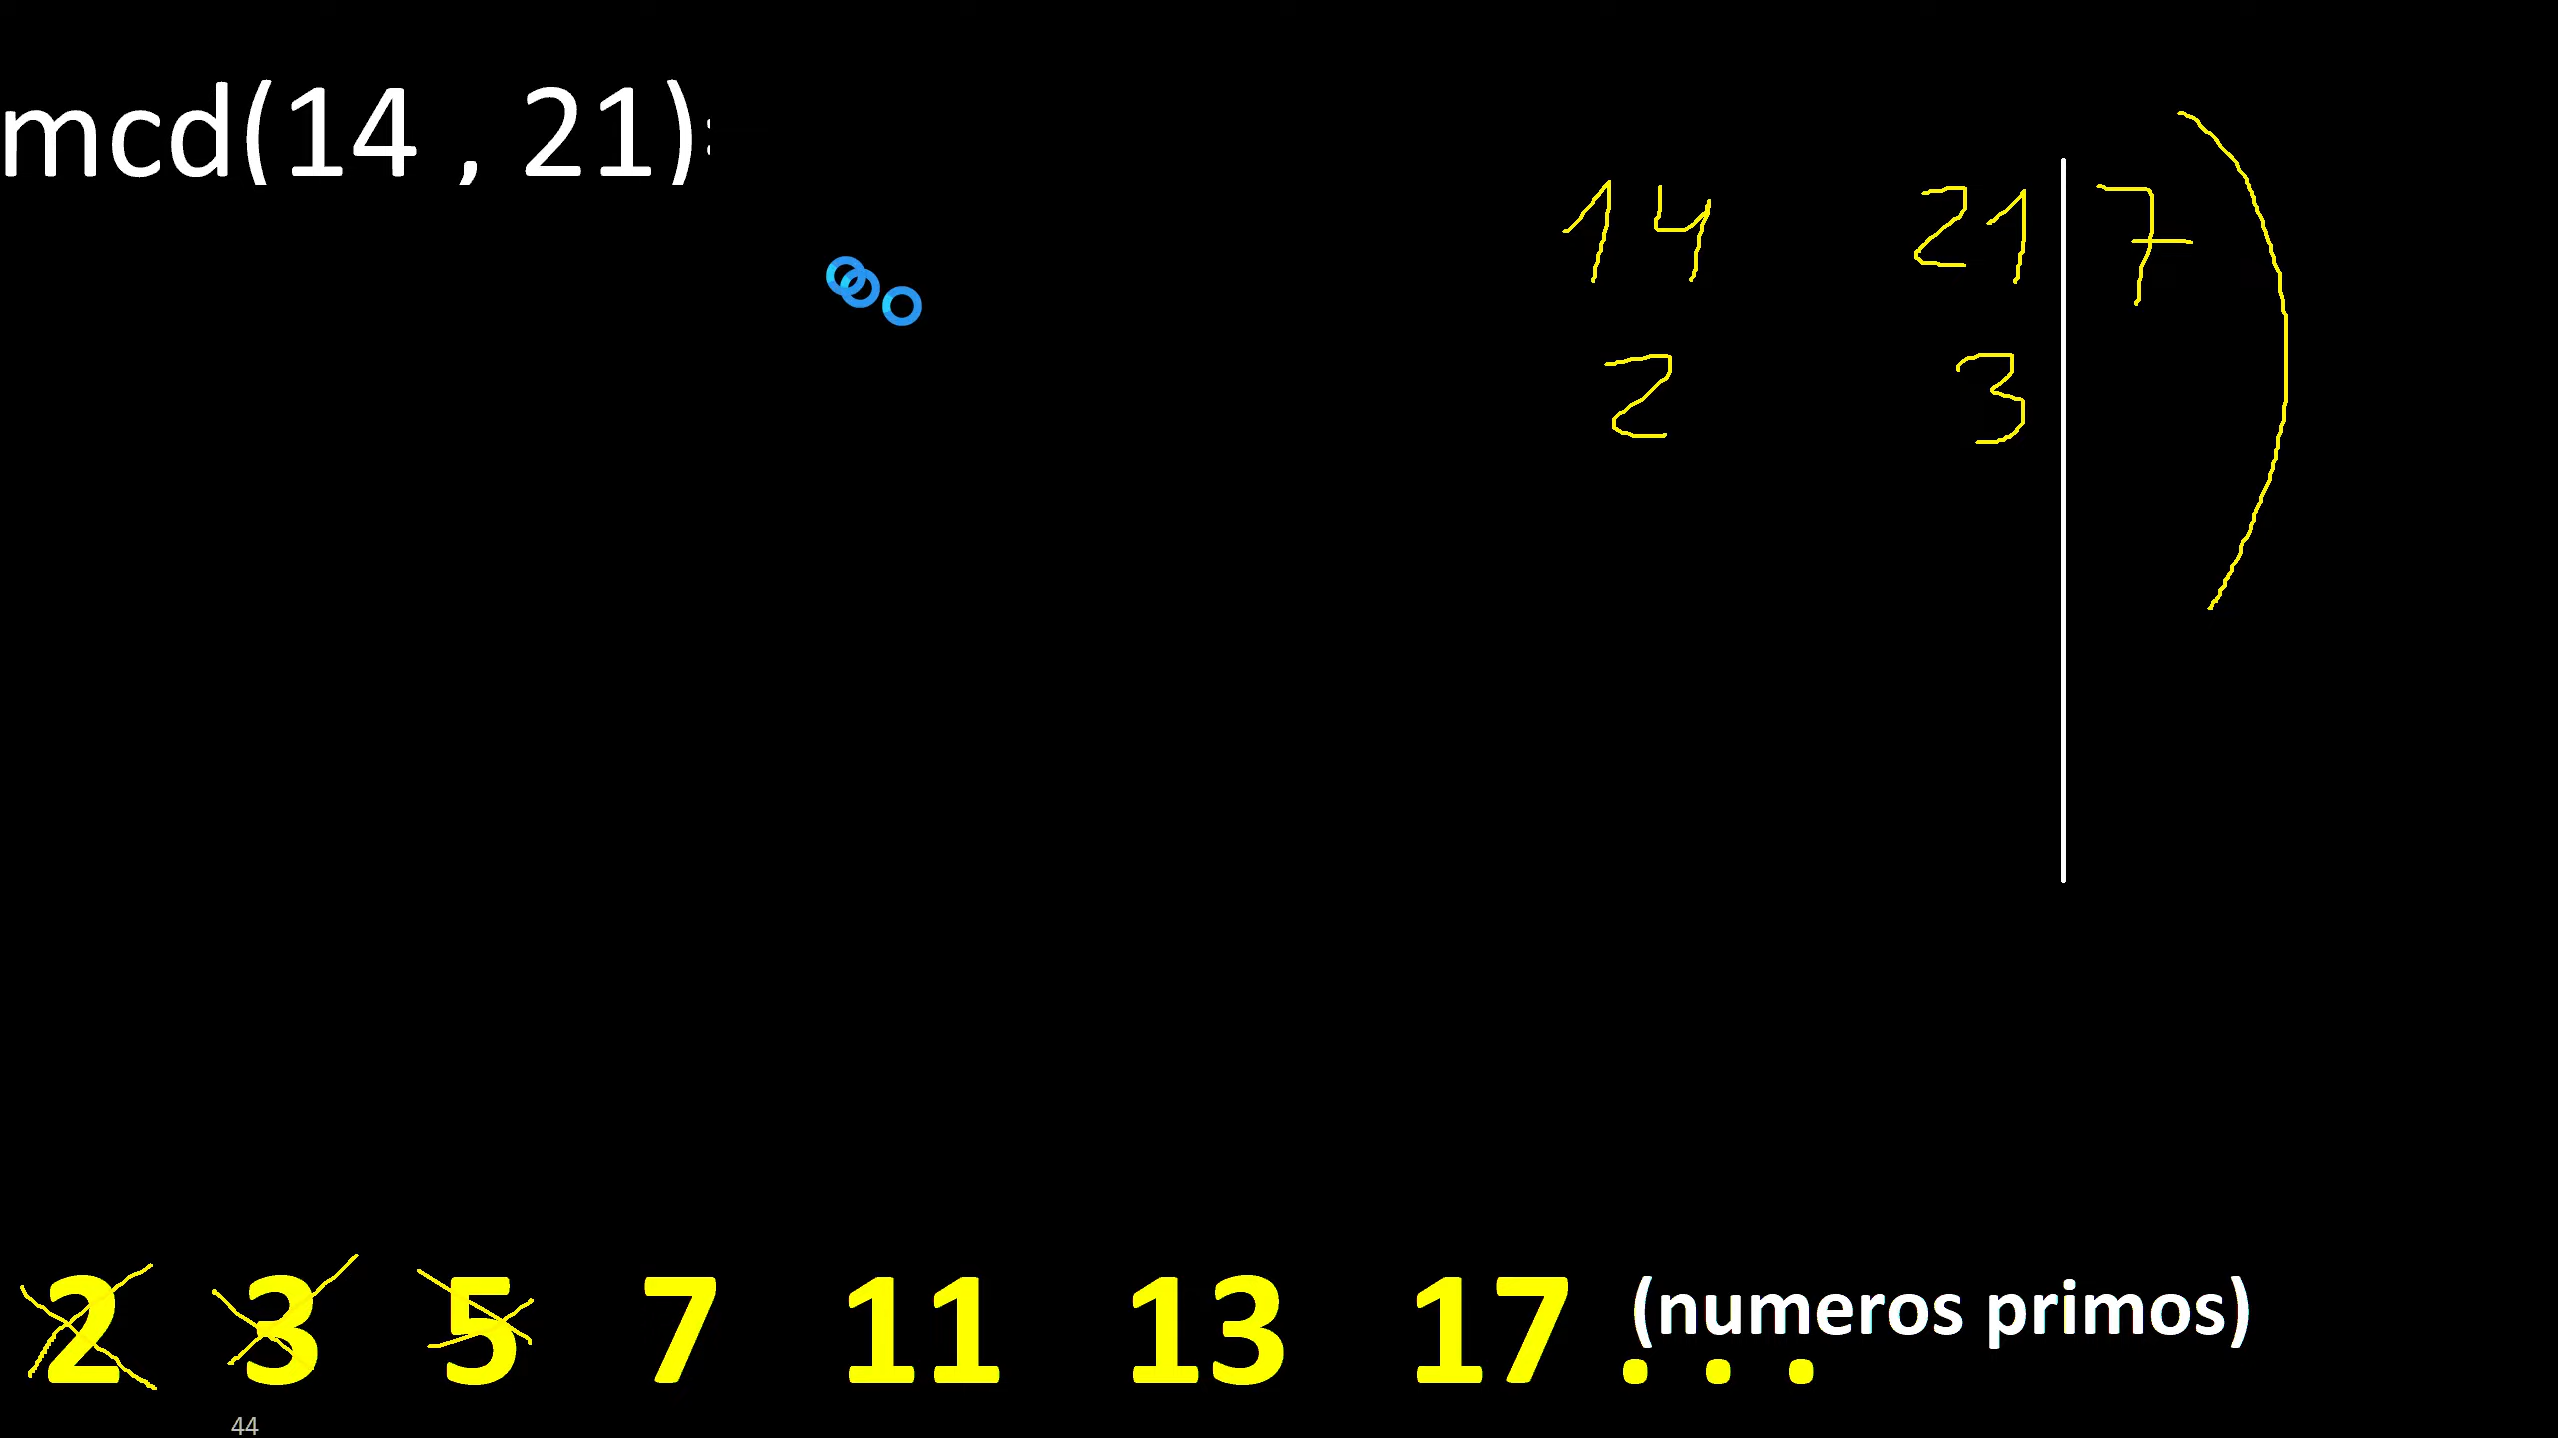 mcd(14 , 21)
14 21 7
2 3
2 3 5 7 11 13 17 . . . (numeros primos)
44